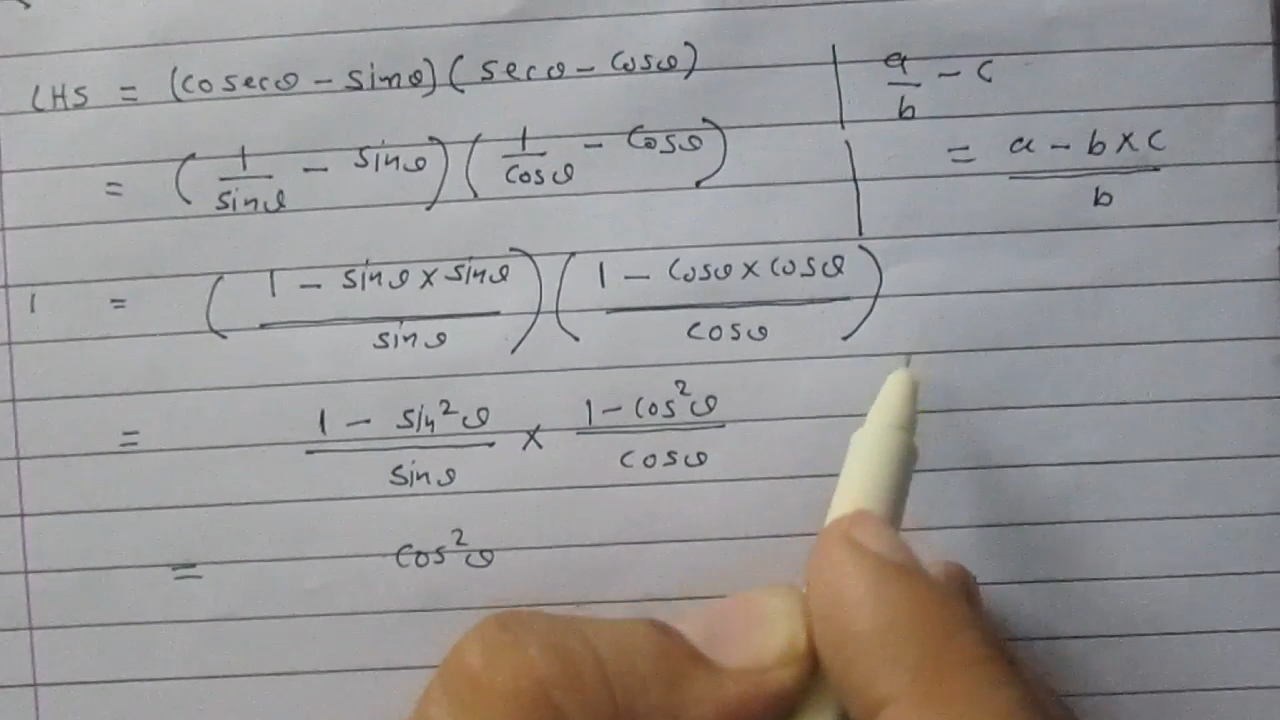 LHS = (cosecθ - sinθ)(secθ - cosθ)
= (1/sinθ - sinθ)(1/cosθ - cosθ)
= (1 - sinθ×sinθ/sinθ)(1 - cosθ×cosθ/cosθ)
= 1 - sin²θ/sinθ × 1 - cos²θ/cosθ
= cos²θ
a/b - c
= a - b×c/b